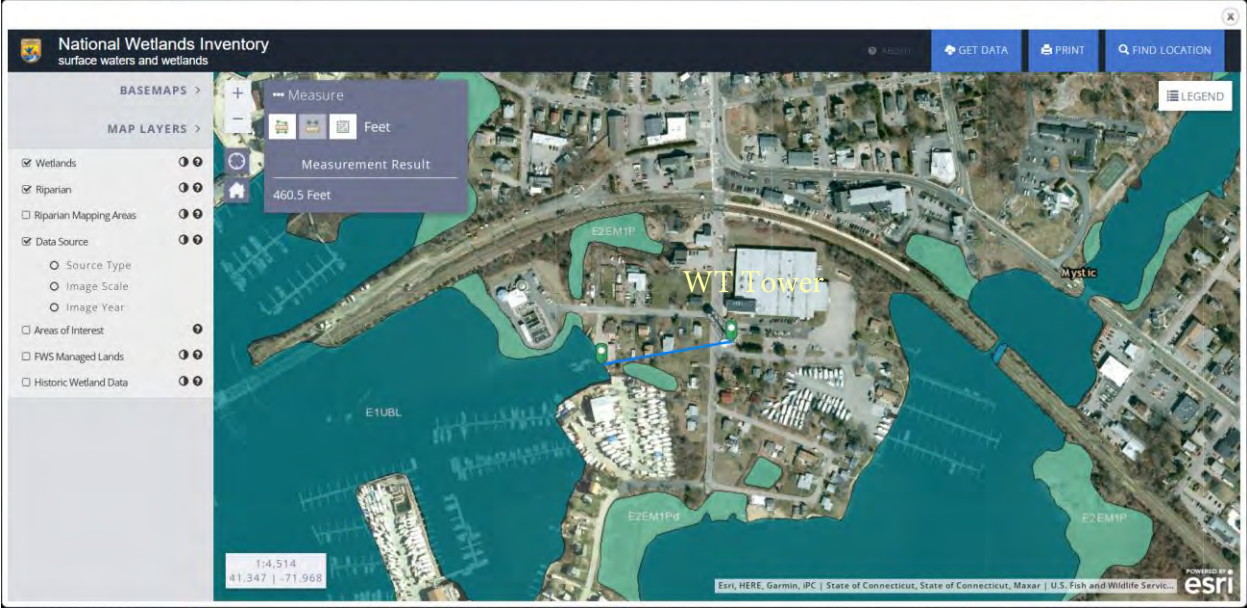 National Wetlands Inventory
surface waters and wetlands
ABOUT
GET DATA
PRINT
FIND LOCATION
BASEMAPS >
MAP LAYERS >
Wetlands
Riparian
Riparian Mapping Areas
Data Source
Source Type
Image Scale
Image Year
Areas of Interest
FWS Managed Lands
Historic Wetland Data
+
−
Measure
Feet
Measurement Result
460.5 Feet
LEGEND
E2EM1P
WT Tower
Mystic
E1UBL
E2EM1Pd
E2EM1P
1:4,514
41.347 | -71.968
Esri, HERE, Garmin, iPC | State of Connecticut, State of Connecticut, Maxar | U.S. Fish and Wildlife Servic...
POWERED BY
esri